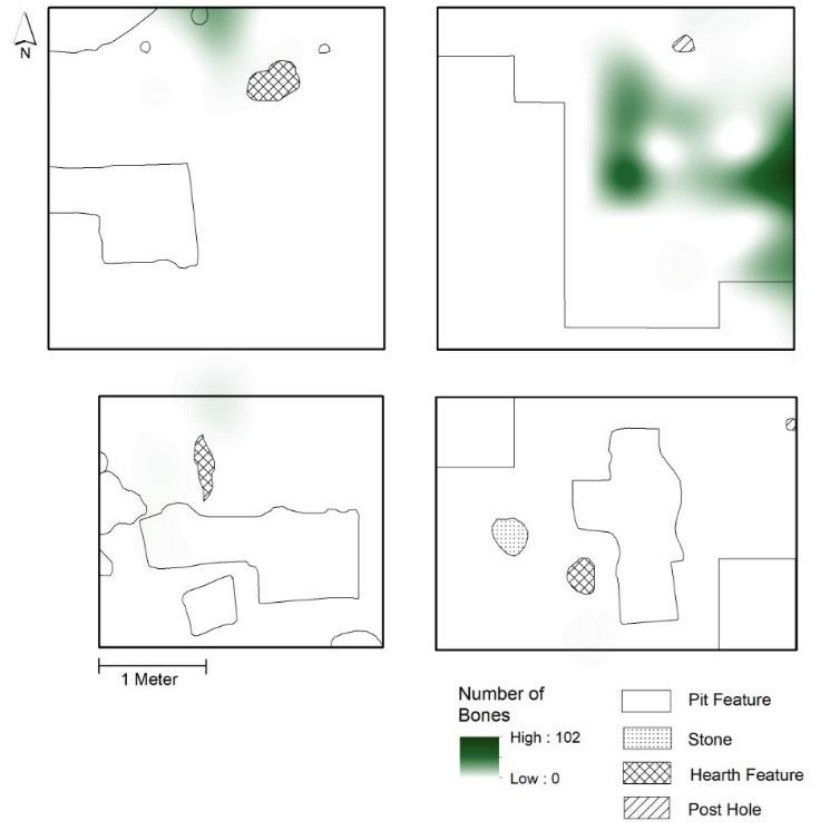 N
1 Meter
Number of
Bones
High : 102
Low : 0
Pit Feature
Stone
Hearth Feature
Post Hole